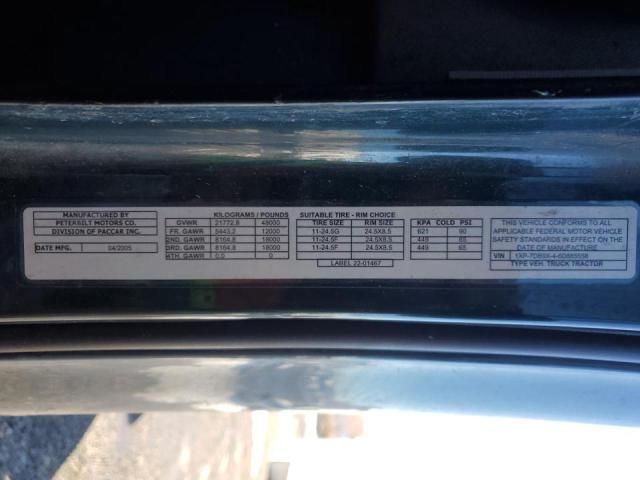 MANUFACTURED BY
PETERBILT MOTORS CO.
DIVISION OF PACCAR INC.
DATE MFG. 04/2005
KILOGRAMS / POUNDS
GVWR 21772.8 48000
FR. GAWR 5443.2 12000
2ND. GAWR 8164.8 18000
3RD. GAWR 8164.8 18000
4TH. GAWR 0.0 0
SUITABLE TIRE - RIM CHOICE
TIRE SIZE RIM SIZE
11-24.5G 24.5X8.5
11-24.5F 24.5X8.5
11-24.5F 24.5X8.5
LABEL 22-01467
KPA COLD PSI
621 90
449 65
449 65
THIS VEHICLE CONFORMS TO ALL
APPLICABLE FEDERAL MOTOR VEHICLE
SAFETY STANDARDS IN EFFECT ON THE
DATE OF MANUFACTURE
VIN
TYPE VEH. TRUCK TRACTOR